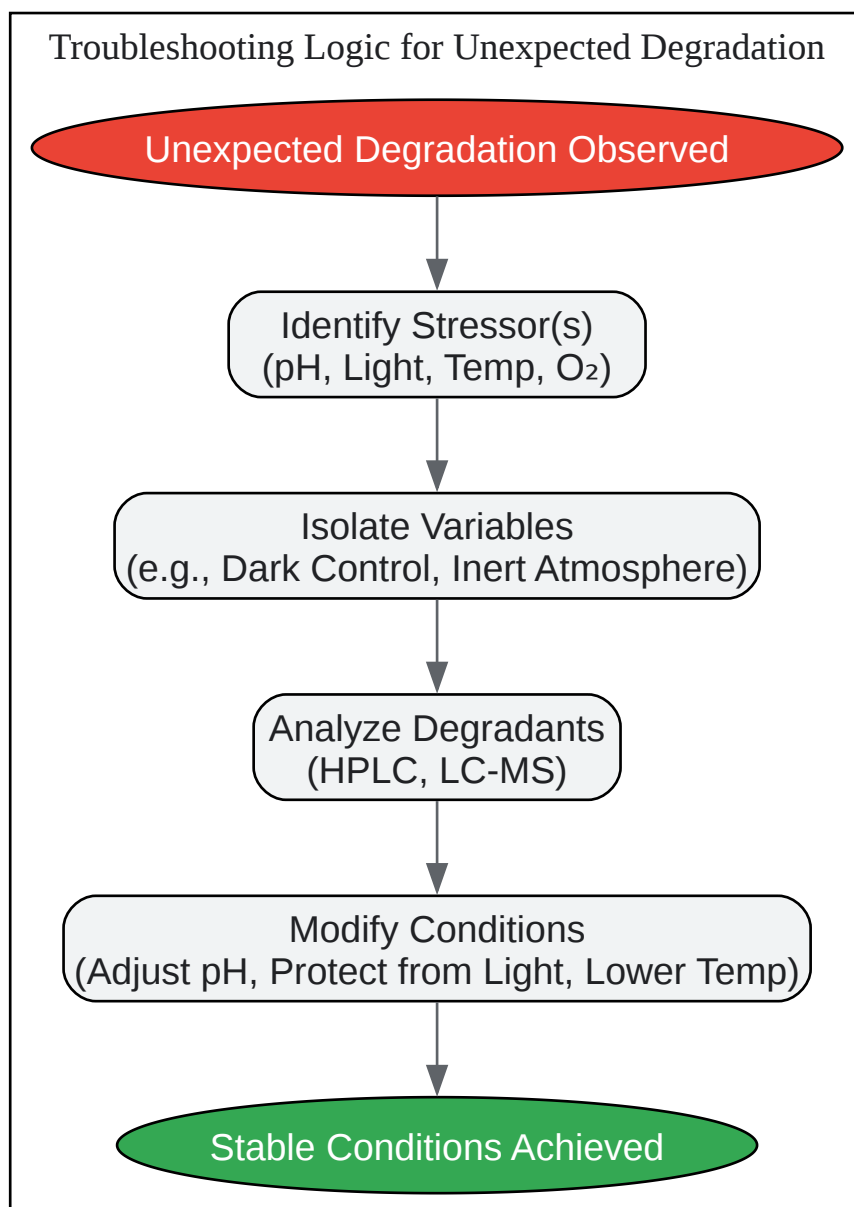 Troubleshooting Logic for Unexpected Degradation
Unexpected Degradation Observed
Identify Stressor(s)
(pH, Light, Temp, O₂)
Isolate Variables
(e.g., Dark Control, Inert Atmosphere)
Analyze Degradants
(HPLC, LC-MS)
Modify Conditions
(Adjust pH, Protect from Light, Lower Temp)
Stable Conditions Achieved